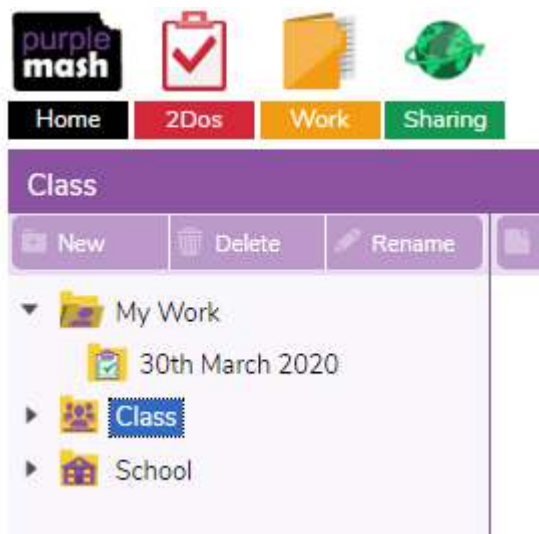 purple
mash
Home 2Dos Work Sharing
Class
New Delete Rename
My Work
30th March 2020
Class
School